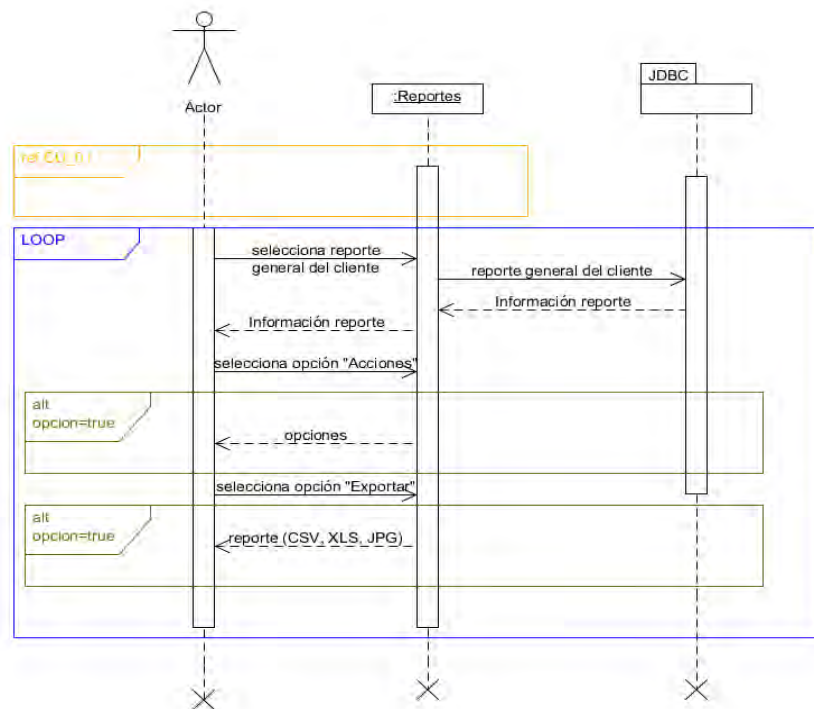 JDBC
:Reportes
Actor
ref
LOOP
selecciona reporte
general del cliente
reporte general del cliente
Información reporte
Información reporte
selecciona opción "Acciones"
alt
opcion=true
opciones
selecciona opción "Exportar"
alt
opcion=true
reporte (CSV, XLS, JPG)